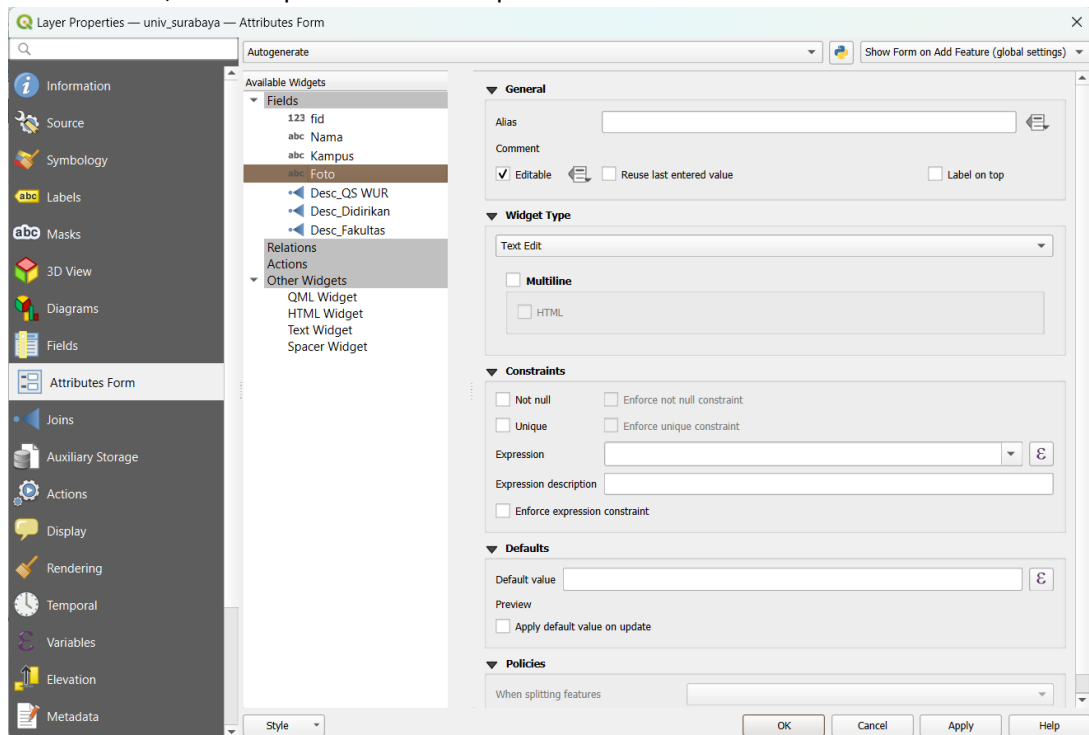 Layer Properties — univ_surabaya — Attributes Form
Autogenerate
Show Form on Add Feature (global settings)
Information
Source
Symbology
abc Labels
abc Masks
3D View
Diagrams
Fields
Attributes Form
Joins
Auxiliary Storage
Actions
Display
Rendering
Temporal
Variables
Elevation
Metadata
Available Widgets
Fields
123 fid
abc Nama
abc Kampus
abc Foto
Desc_QS WUR
Desc_Didirikan
Desc_Fakultas
Relations
Actions
Other Widgets
QML Widget
HTML Widget
Text Widget
Spacer Widget
General
Alias
Comment
Editable Reuse last entered value Label on top
Widget Type
Text Edit
Multiline
HTML
Constraints
Not null Enforce not null constraint
Unique Enforce unique constraint
Expression ε
Expression description
Enforce expression constraint
Defaults
Default value ε
Preview
Apply default value on update
Policies
When splitting features
Style OK Cancel Apply Help